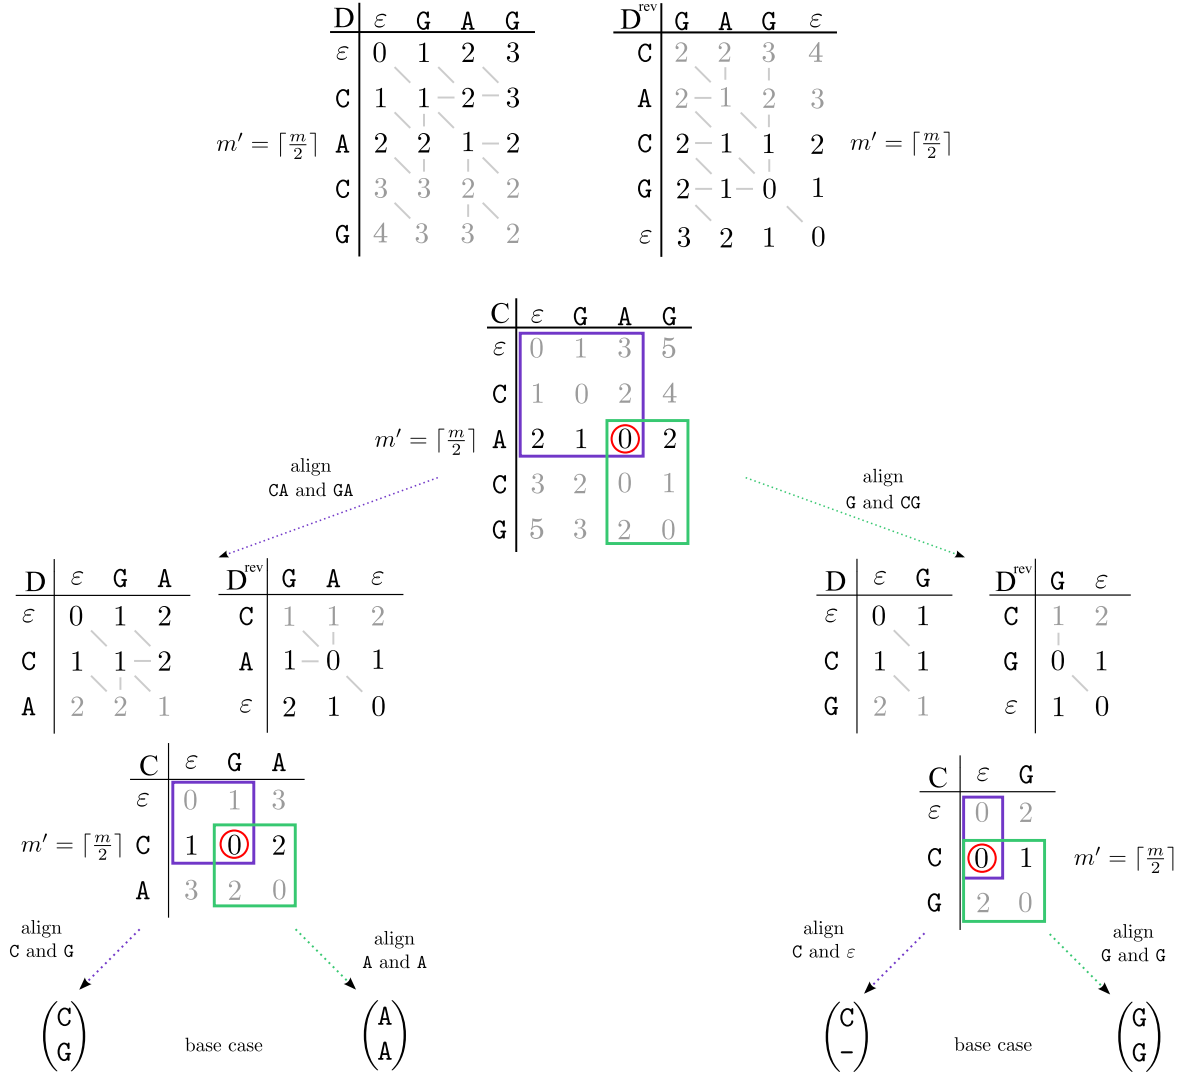 D ε G A G
ε 0 1 2 3
C 1 1 2 3
m′ = ⌈m/2⌉ A 2 2 1 2
C 3 3 2 2
G 4 3 3 2
D^rev G A G ε
C 2 2 3 4
A 2 1 2 3
C 2 1 1 2 m′ = ⌈m/2⌉
G 2 1 0 1
ε 3 2 1 0
C ε G A G
ε 0 1 3 5
C 1 0 2 4
m′ = ⌈m/2⌉ A 2 1 0 2
C 3 2 0 1
G 5 3 2 0
align
CA and GA
align
G and CG
D ε G A
ε 0 1 2
C 1 1 2
A 2 2 1
D^rev G A ε
C 1 1 2
A 1 0 1
ε 2 1 0
D ε G
ε 0 1
C 1 1
G 2 1
D^rev G ε
C 1 2
G 0 1
ε 1 0
C ε G A
ε 0 1 3
m′ = ⌈m/2⌉ C 1 0 2
A 3 2 0
C ε G
ε 0 2
C 0 1 m′ = ⌈m/2⌉
G 2 0
align
C and G
align
A and A
align
C and ε
align
G and G
C
G
base case
A
A
C
–
base case
G
G